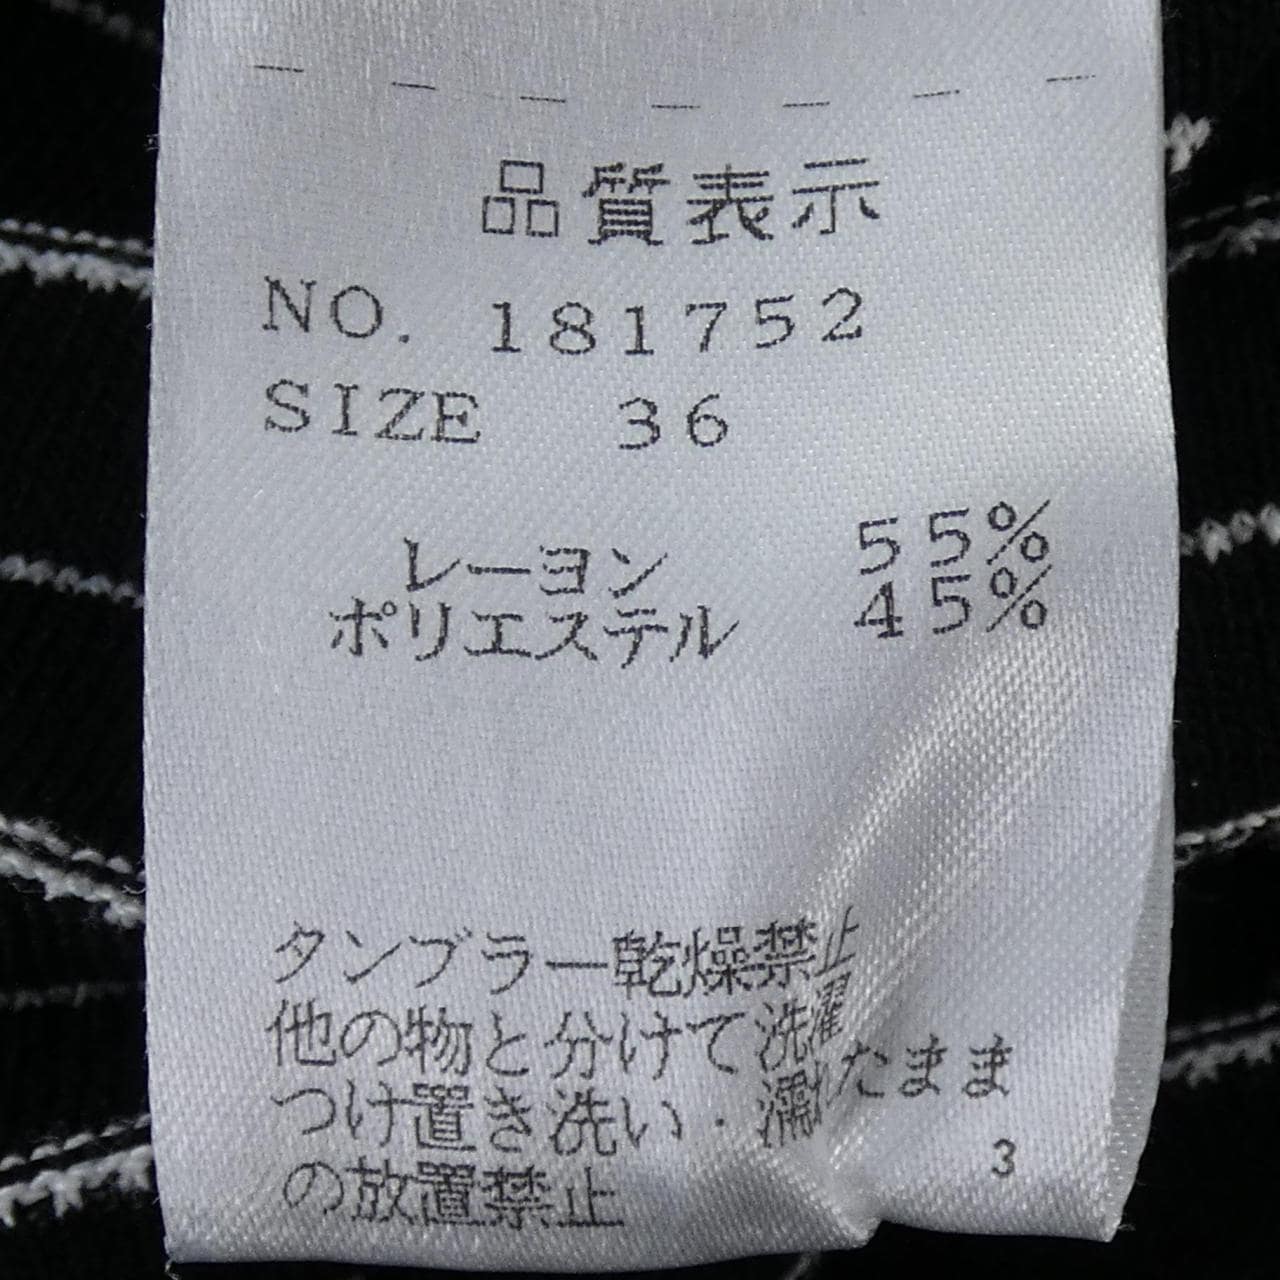 品質表示
NO. 181752
SIZE 36
レーヨン 55%
ポリエステル 45%
タンブラー乾燥禁止
他の物と分けて洗濯
つけ置き洗い・濡れたまま
の放置禁止
3